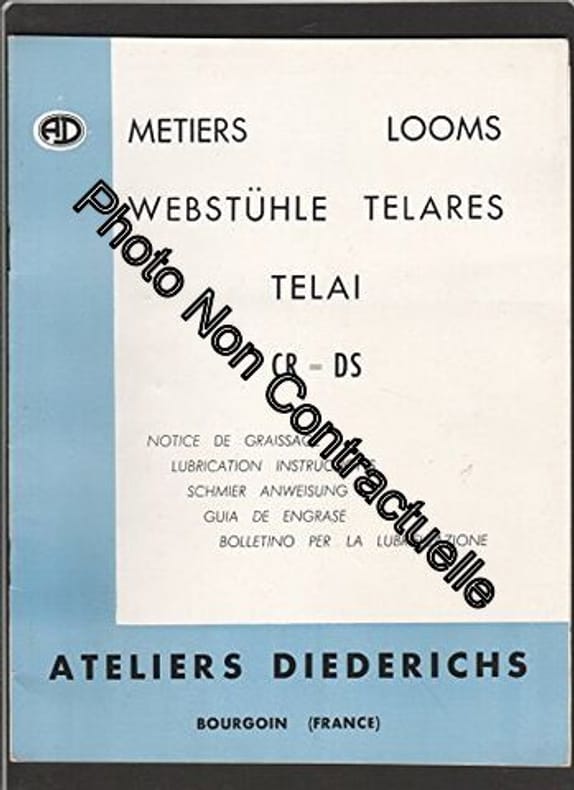 AD
METIERS LOOMS
WEBSTÜHLE TELARES
TELAI
CR - DS
NOTICE DE GRAISSAGE
LUBRICATION INSTRUCTIONS
SCHMIER ANWEISUNG
GUIA DE ENGRASE
BOLLETINO PER LA LUBRIFICAZIONE
ATELIERS DIEDERICHS
BOURGOIN (FRANCE)
Photo Non Contractuelle